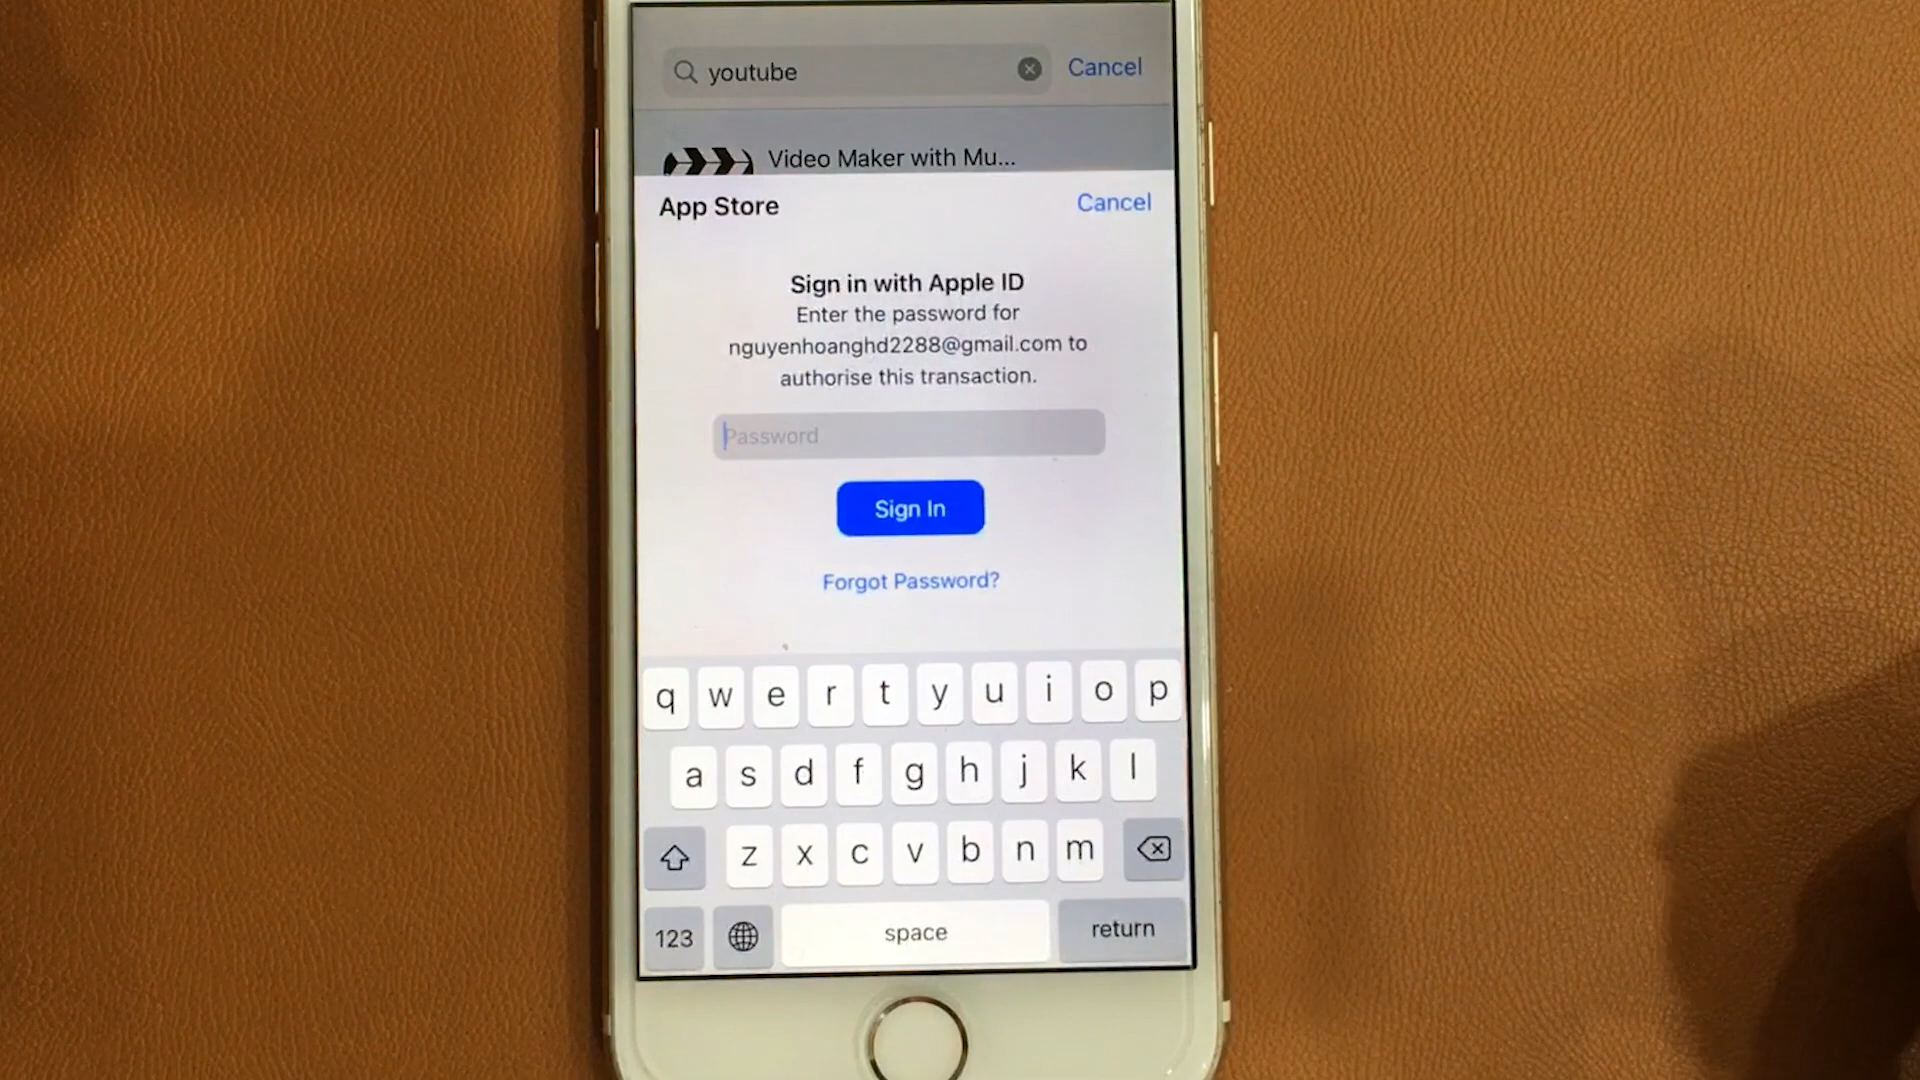 youtube
Cancel
Video Maker with Mu...
App Store
Cancel
Sign in with Apple ID
Enter the password for
nguyenhoanghd2288@gmail.com to
authorise this transaction.
Password
Sign In
Forgot Password?
q w e r t y u i o p
a s d f g h j k l
z x c v b n m
123 space return